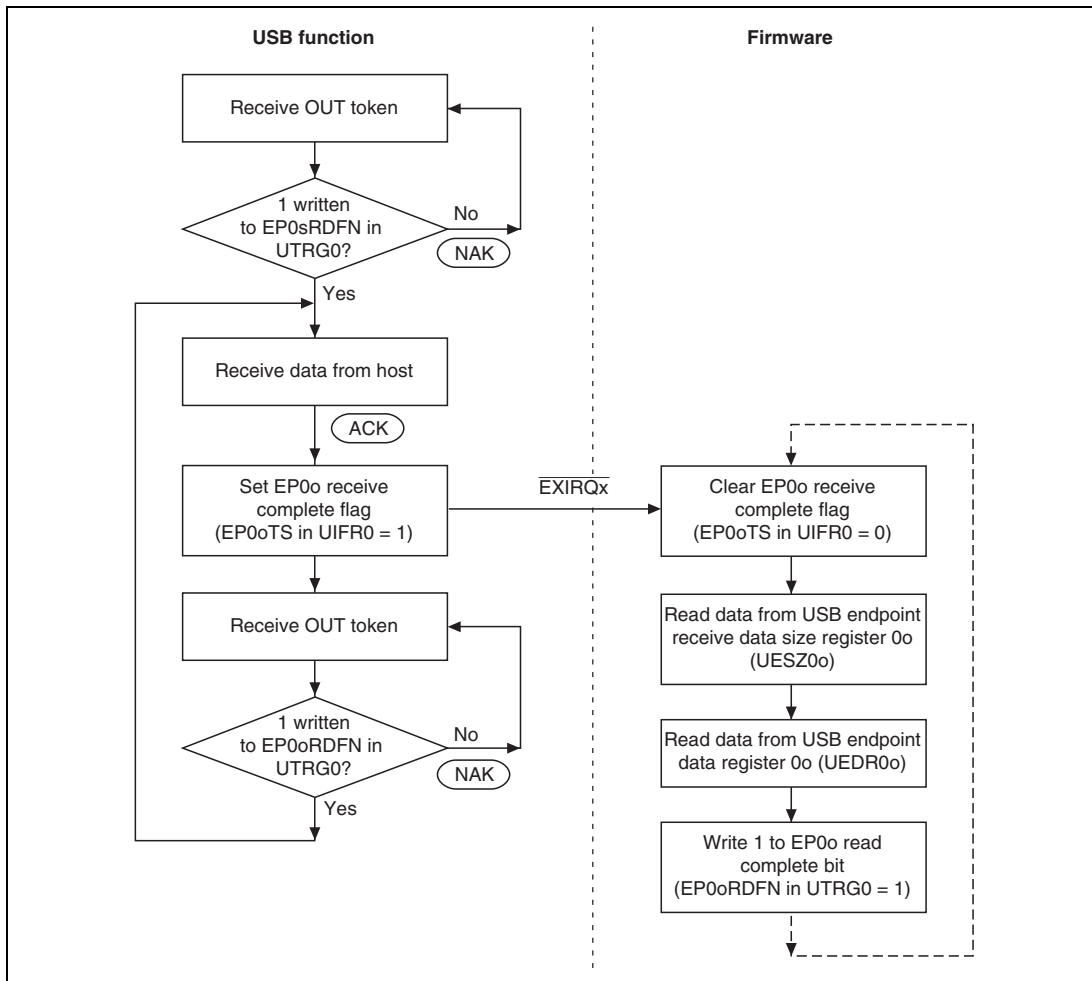 USB function
Receive OUT token
1 written
to EP0sRDFN in
UTRG0?
No
NAK
Yes
Receive data from host
ACK
Set EP0o receive
complete flag
(EP0oTS in UIFR0 = 1)
Receive OUT token
1 written
to EP0oRDFN in
UTRG0?
No
NAK
Yes
EXIRQx
Firmware
Clear EP0o receive
complete flag
(EP0oTS in UIFR0 = 0)
Read data from USB endpoint
receive data size register 0o
(UESZ0o)
Read data from USB endpoint
data register 0o (UEDR0o)
Write 1 to EP0o read
complete bit
(EP0oRDFN in UTRG0 = 1)